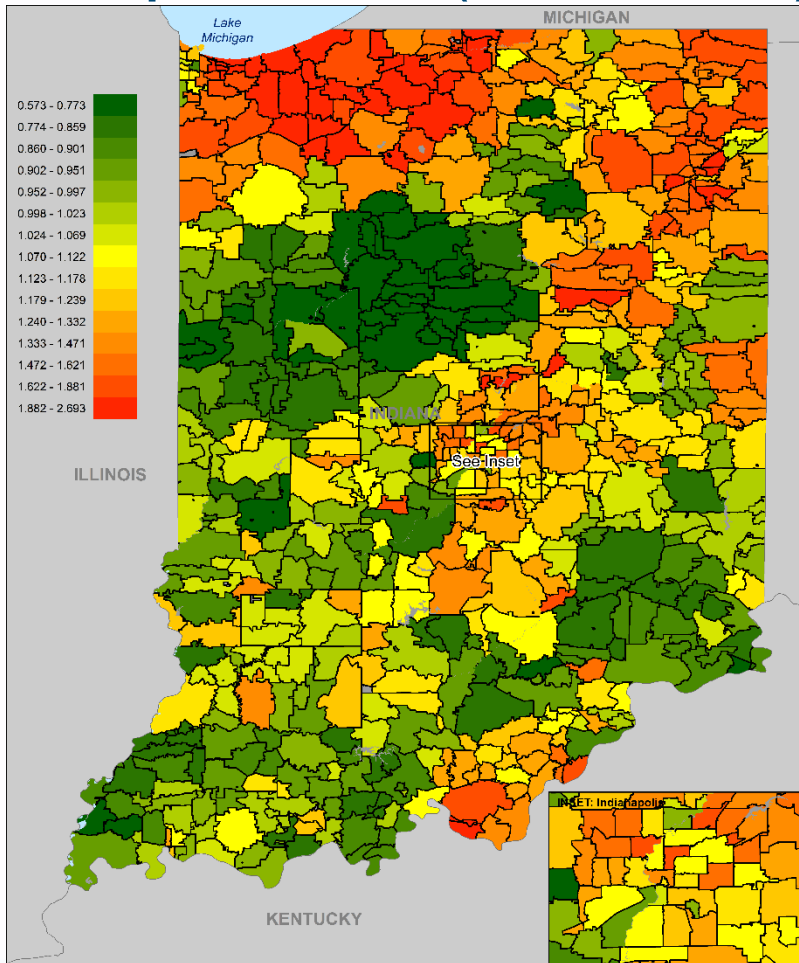 MICHIGAN
Lake
Michigan
0.573 - 0.773
0.774 - 0.859
0.860 - 0.901
0.902 - 0.951
0.952 - 0.997
0.998 - 1.023
1.024 - 1.069
1.070 - 1.122
1.123 - 1.178
1.179 - 1.239
1.240 - 1.332
1.333 - 1.471
1.472 - 1.621
1.622 - 1.881
1.882 - 2.693
INDIANA
See Inset
ILLINOIS
INSET: Indianapolis
KENTUCKY